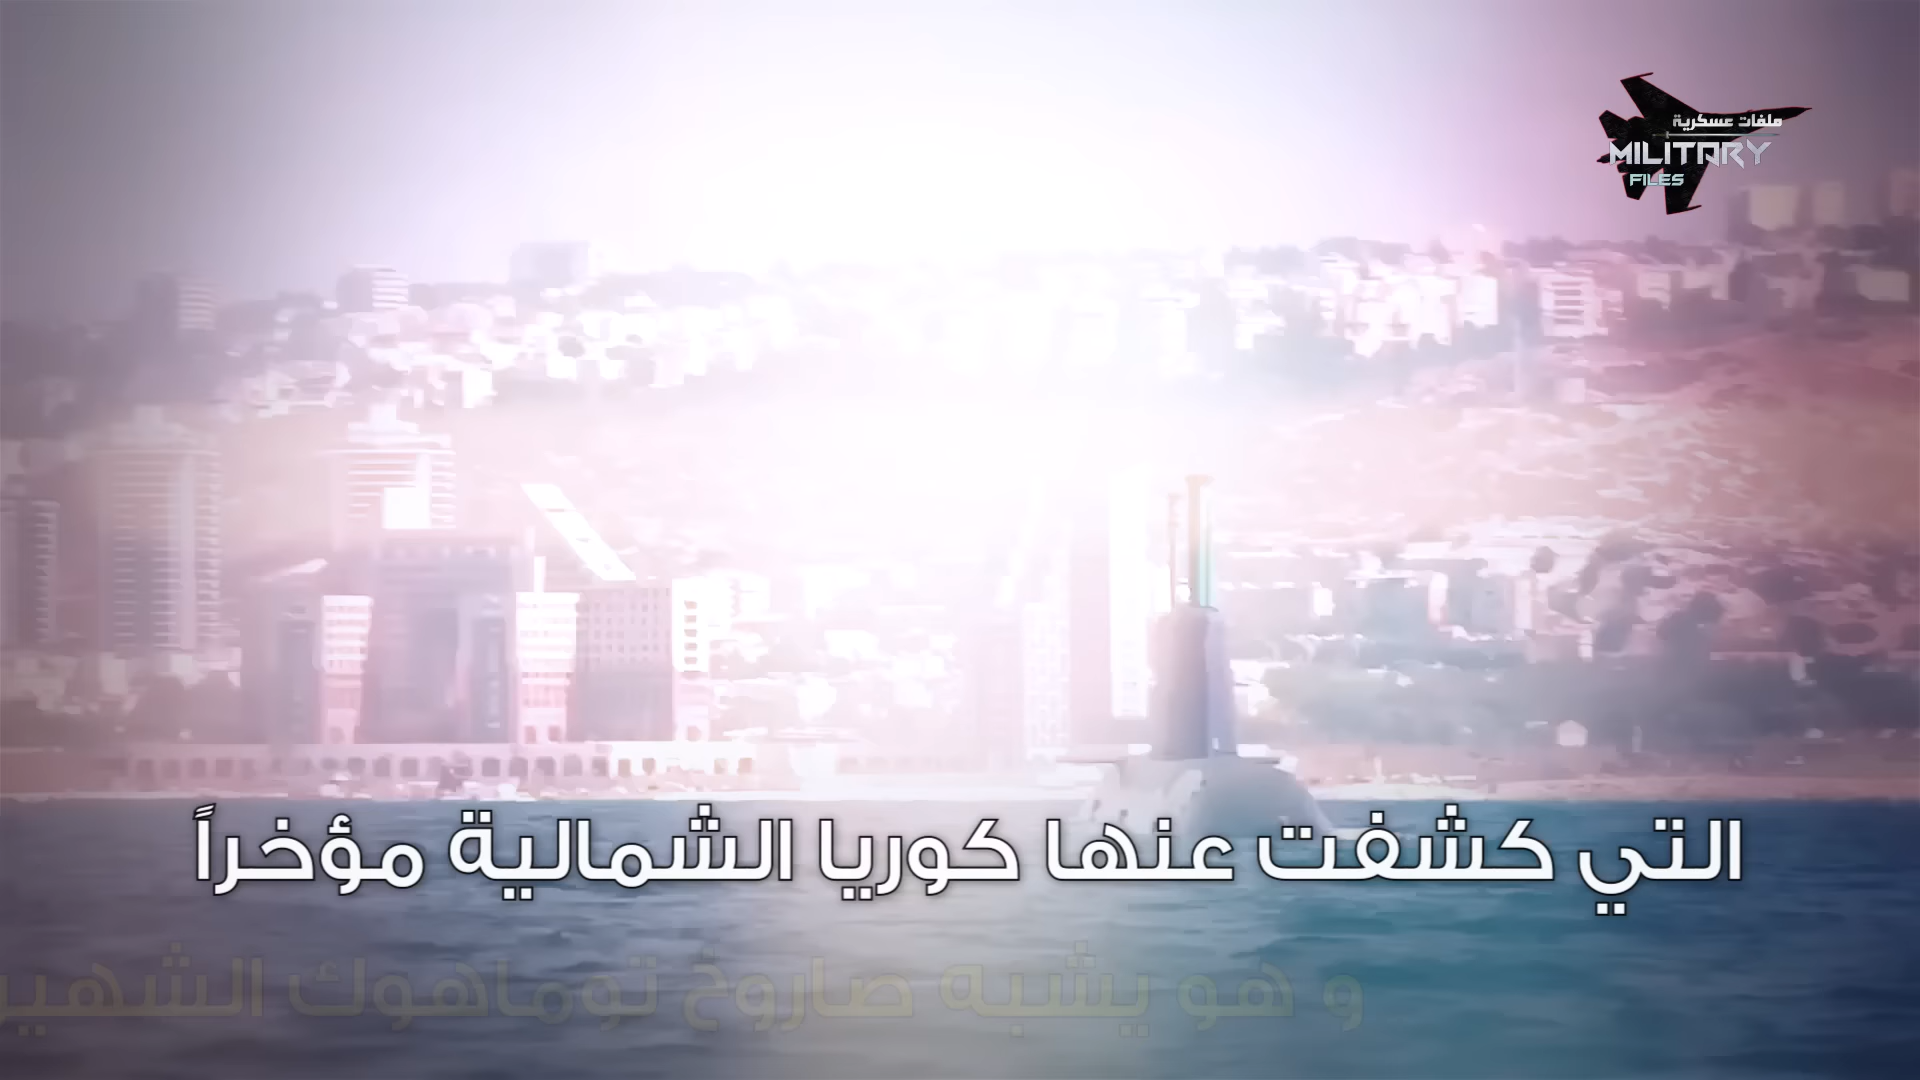 ملفات عسكرية
MILITARY
FILES
التي كشفت عنها كوريا الشمالية مؤخراً
و هو يشبه صاروخ توماهوك الشهير